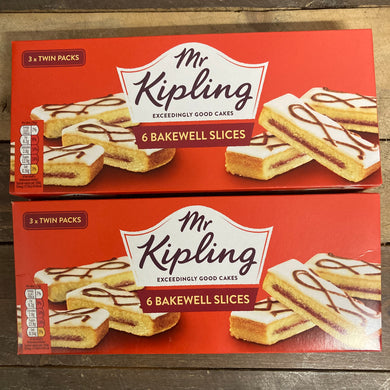 3 x TWIN PACKS
Mr
Kipling
EXCEEDINGLY GOOD CAKES
6 BAKEWELL SLICES
3 x TWIN PACKS
Mr
Kipling
EXCEEDINGLY GOOD CAKES
6 BAKEWELL SLICES